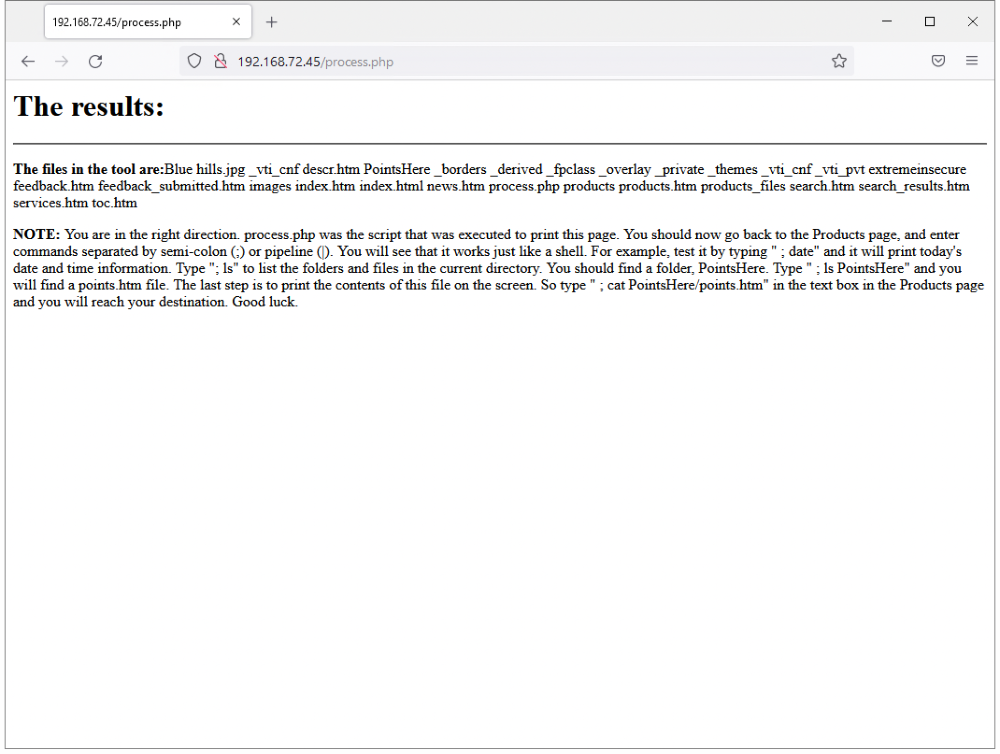 192.168.72.45/process.php
192.168.72.45/process.php
The results:
The files in the tool are:Blue hills.jpg _vti_cnf descr.htm PointsHere _borders _derived _fpclass _overlay _private _themes _vti_cnf _vti_pvt extremeinsecure
feedback.htm feedback_submitted.htm images index.htm index.html news.htm process.php products products.htm products_files search.htm search_results.htm
services.htm toc.htm
NOTE: You are in the right direction. process.php was the script that was executed to print this page. You should now go back to the Products page, and enter
commands separated by semi-colon (;) or pipeline (|). You will see that it works just like a shell. For example, test it by typing " ; date" and it will print today's
date and time information. Type "; ls" to list the folders and files in the current directory. You should find a folder, PointsHere. Type " ; ls PointsHere" and you
will find a points.htm file. The last step is to print the contents of this file on the screen. So type " ; cat PointsHere/points.htm" in the text box in the Products page
and you will reach your destination. Good luck.